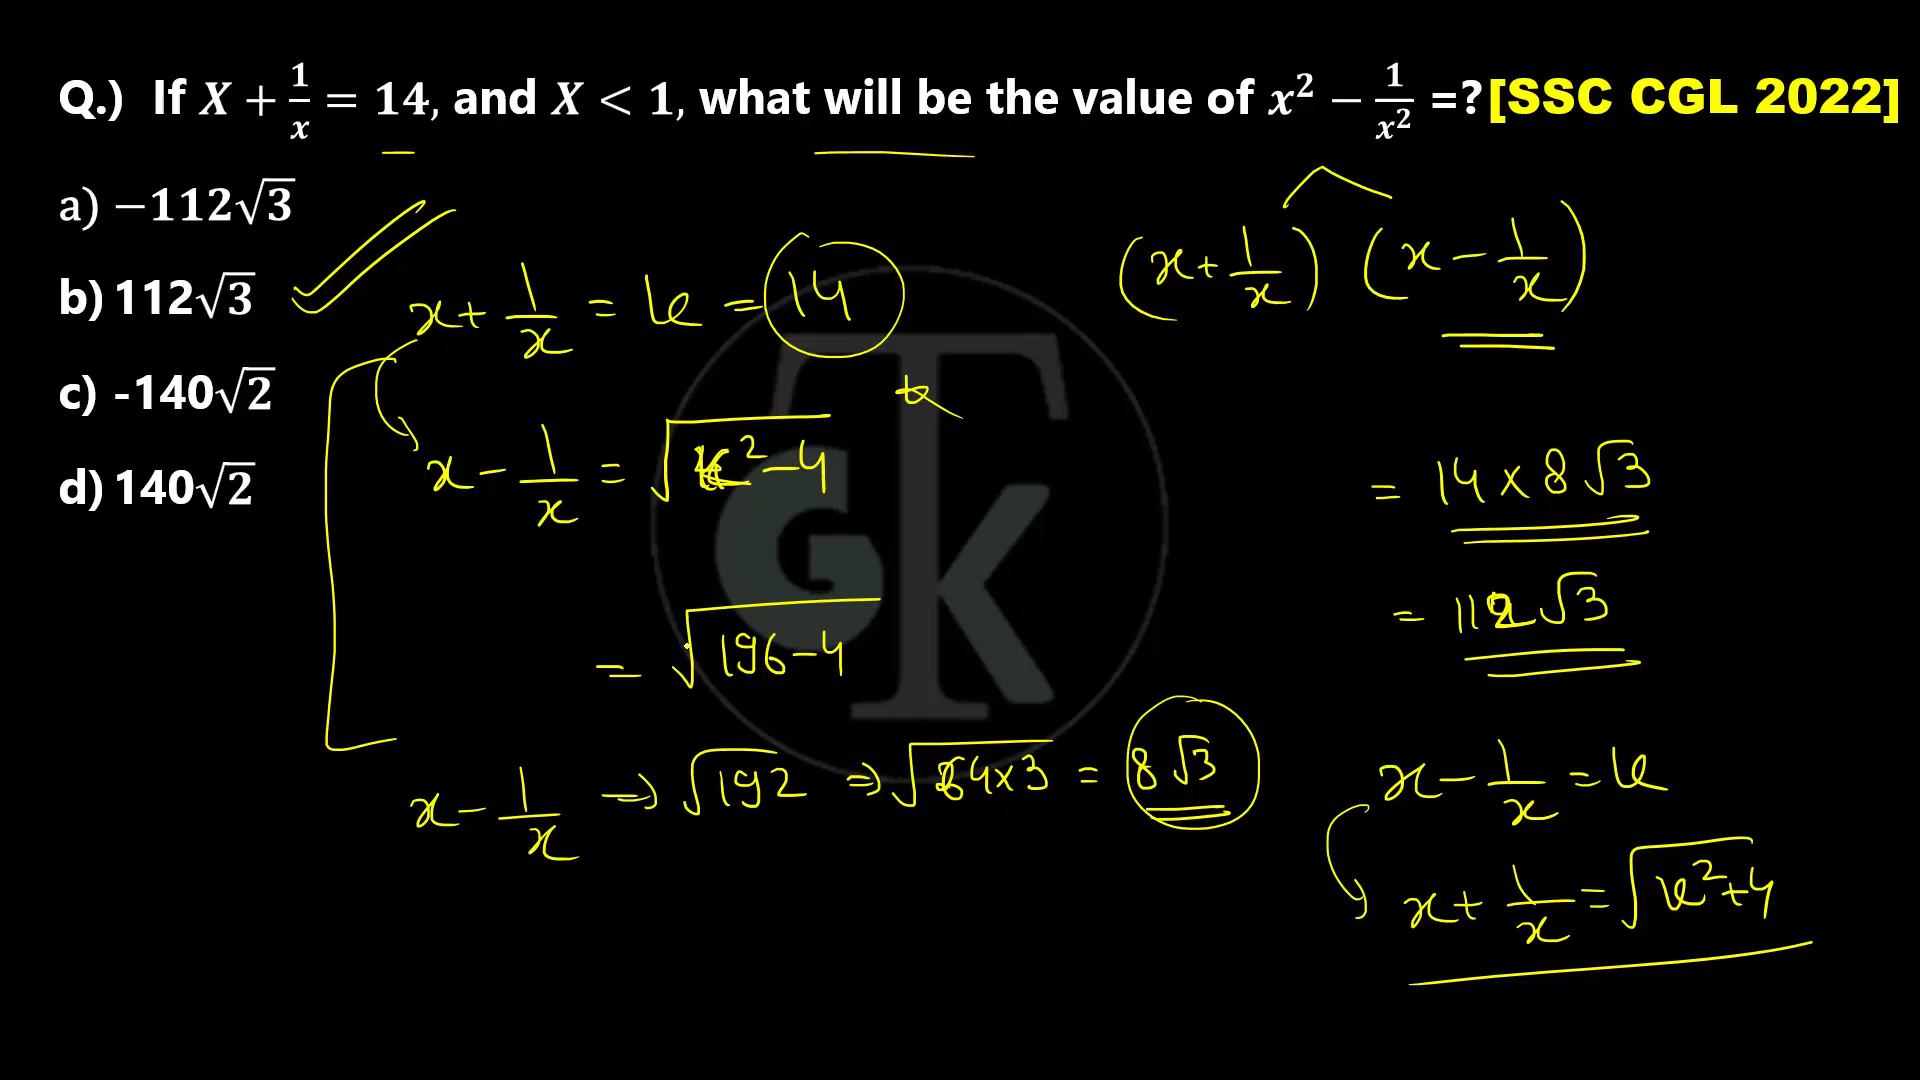 Q.) If X + 1/x = 14, and X < 1, what will be the value of x² − 1/x² =? [SSC CGL 2022]
a) −112√3
b) 112√3
c) -140√2
d) 140√2
x + 1/x = k = 14
x − 1/x = √(k² − 4)
= √(196 − 4)
x − 1/x → √192 ⇒ √(64×3) = 8√3
(x + 1/x) (x − 1/x)
= 14 × 8√3
= 112√3
x − 1/x = k
x + 1/x = √(k² + 4)
GTK